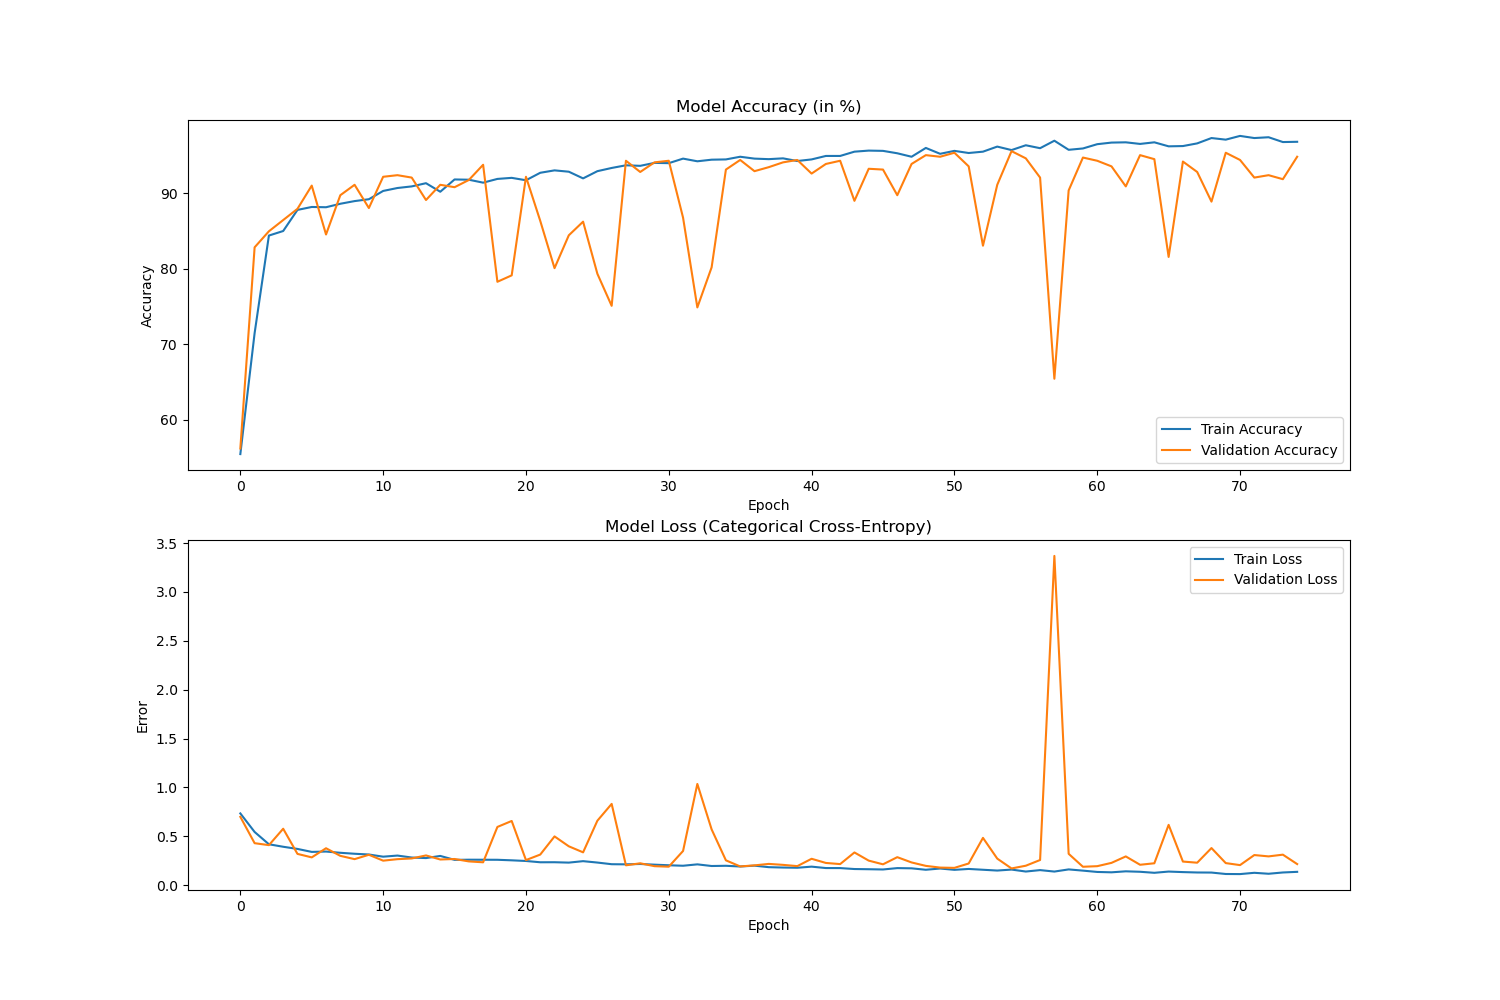 Model Accuracy (in %)
90
80
70
60
Accuracy
Train Accuracy
Validation Accuracy
0 10 20 30 40 50 60 70
Epoch
Model Loss (Categorical Cross-Entropy)
3.5
3.0
2.5
2.0
1.5
1.0
0.5
0.0
Error
Train Loss
Validation Loss
0 10 20 30 40 50 60 70
Epoch